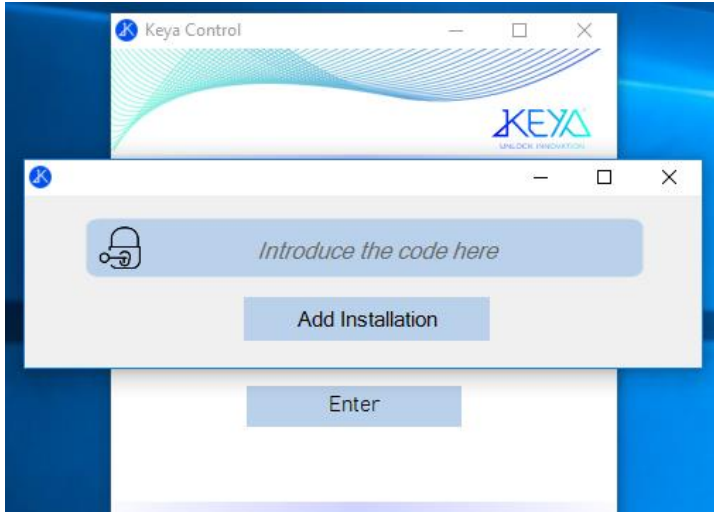 Keya Control
KEYA
UNLOCK INNOVATION
Introduce the code here
Add Installation
Enter